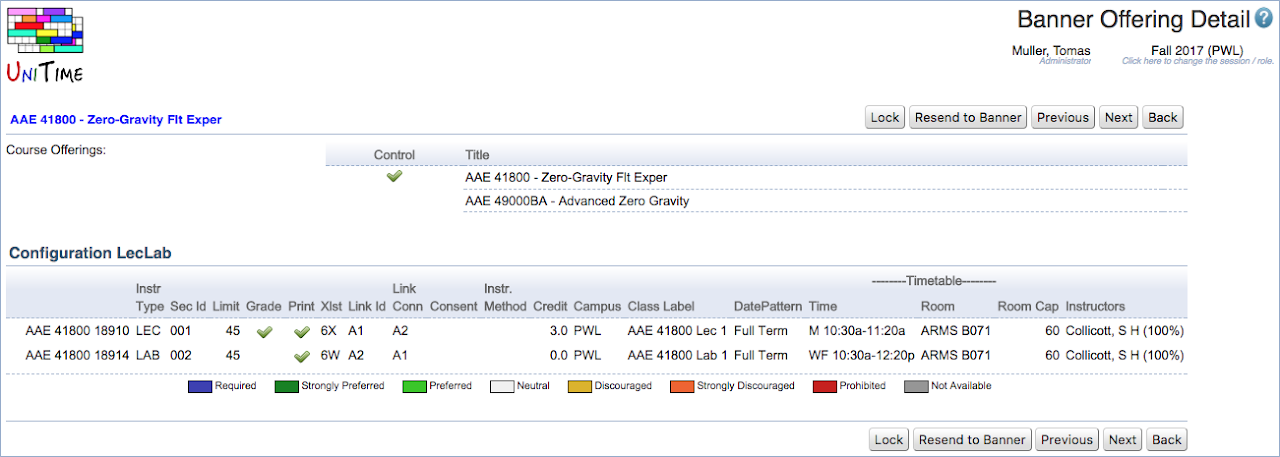 Banner Offering Detail ?
UNITIME
Muller, Tomas Fall 2017 (PWL)
Administrator Click here to change the session / role.
AAE 41800 - Zero-Gravity Flt Exper Lock Resend to Banner Previous Next Back
Course Offerings: Control Title
AAE 41800 - Zero-Gravity Flt Exper
AAE 49000BA - Advanced Zero Gravity
Configuration LecLab
--------Timetable--------
Instr Link Instr.
Type Sec Id Limit Grade Print Xlst Link Id Conn Consent Method Credit Campus Class Label DatePattern Time Room Room Cap Instructors
AAE 41800 18910 LEC 001 45 6X A1 A2 3.0 PWL AAE 41800 Lec 1 Full Term M 10:30a-11:20a ARMS B071 60 Collicott, S H (100%)
AAE 41800 18914 LAB 002 45 6W A2 A1 0.0 PWL AAE 41800 Lab 1 Full Term WF 10:30a-12:20p ARMS B071 60 Collicott, S H (100%)
Required Strongly Preferred Preferred Neutral Discouraged Strongly Discouraged Prohibited Not Available
Lock Resend to Banner Previous Next Back